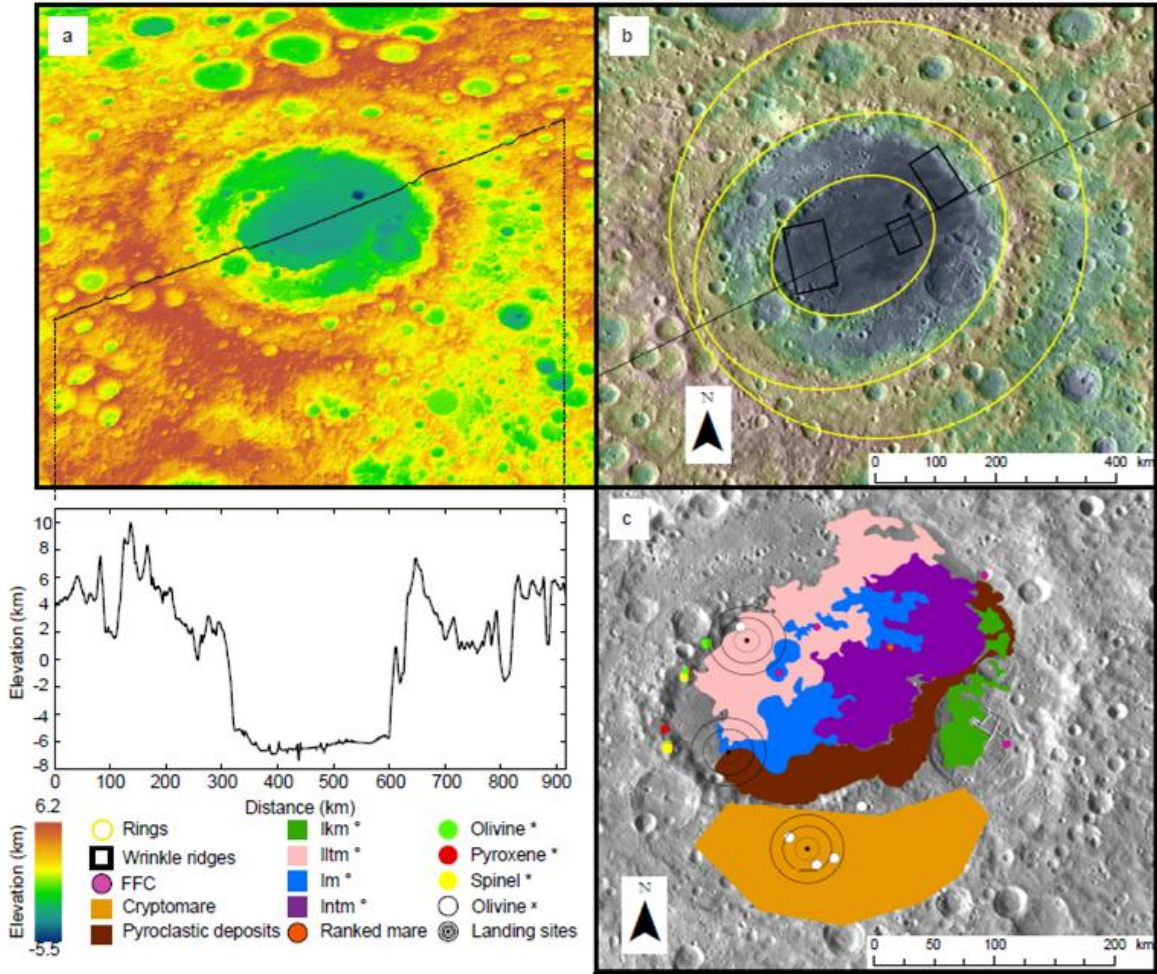 a
b
N
0 100 200 400 km
10
8
6
4
2
0
-2
-4
-6
-8
Elevation (km)
0 100 200 300 400 500 600 700 800 900
Distance (km)
c
N
0 50 100 200 km
6.2
Elevation (km)
-5.5
Rings
Wrinkle ridges
FFC
Cryptomare
Pyroclastic deposits
Ikm °
Iltm °
Im °
Intm °
Ranked mare
Olivine *
Pyroxene *
Spinel *
Olivine ˣ
Landing sites